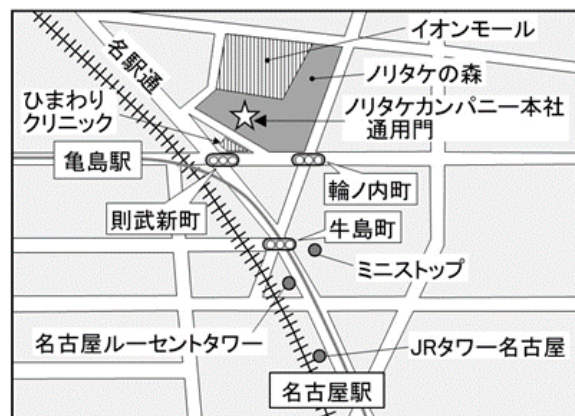 イオンモール
名駅通
ノリタケの森
ひまわり
クリニック
ノリタケカンパニー本社
通用門
亀島駅
輪ノ内町
則武新町
牛島町
ミニストップ
名古屋ルーセントタワー
JRタワー名古屋
名古屋駅